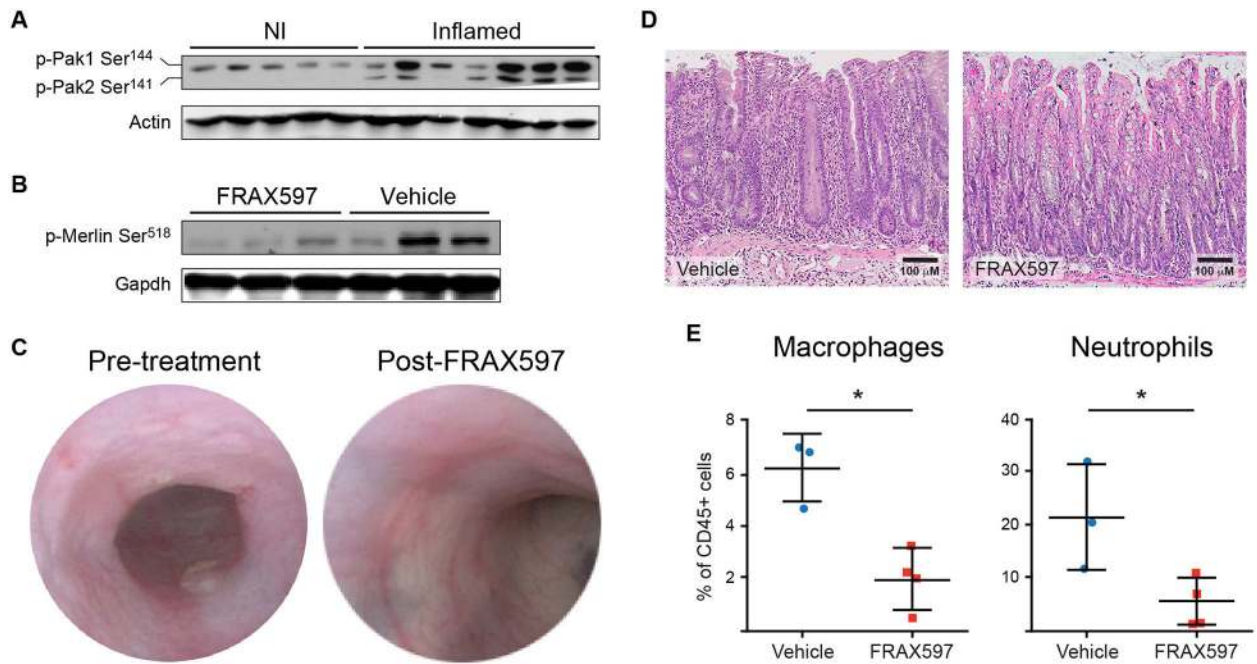 A
NI Inflamed
p-Pak1 Ser144
p-Pak2 Ser141
Actin
B
FRAX597 Vehicle
p-Merlin Ser518
Gapdh
C
Pre-treatment Post-FRAX597
D
Vehicle 100 μM
FRAX597 100 μM
E
Macrophages
*
% of CD45+ cells
8
6
4
2
Vehicle FRAX597
Neutrophils
*
40
30
20
10
Vehicle FRAX597